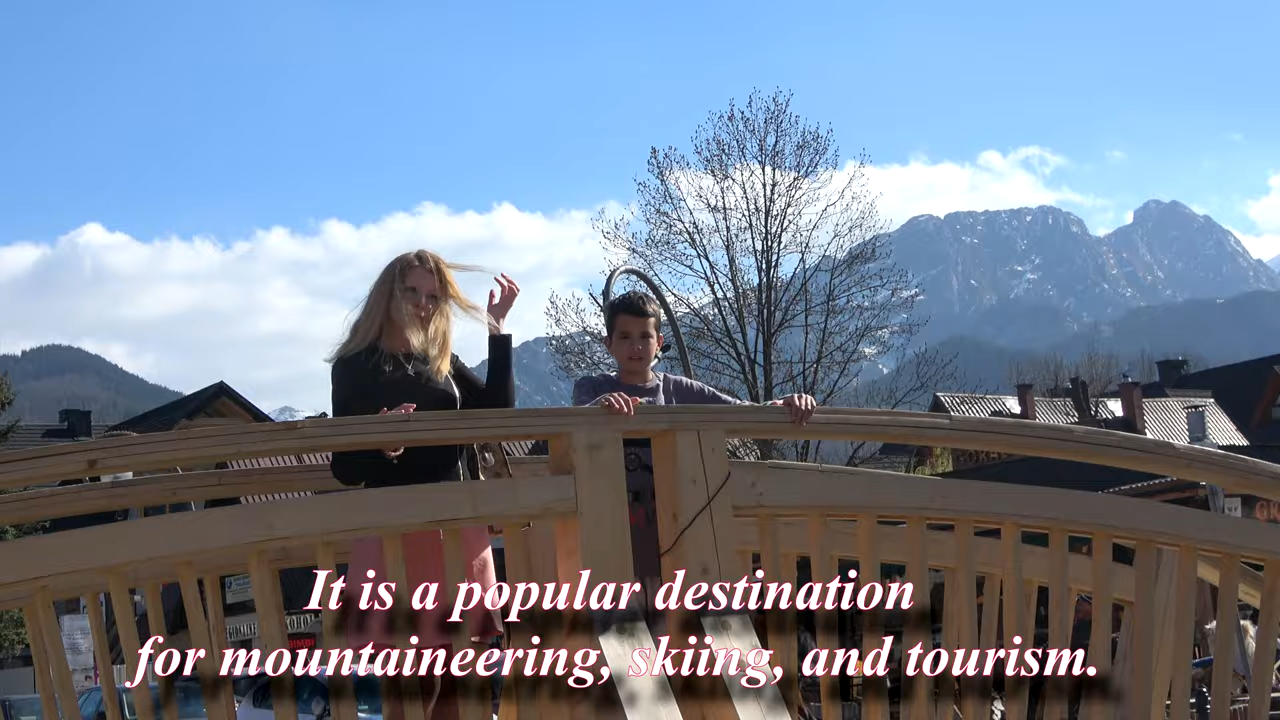 It is a popular destination
for mountaineering, skiing, and tourism.